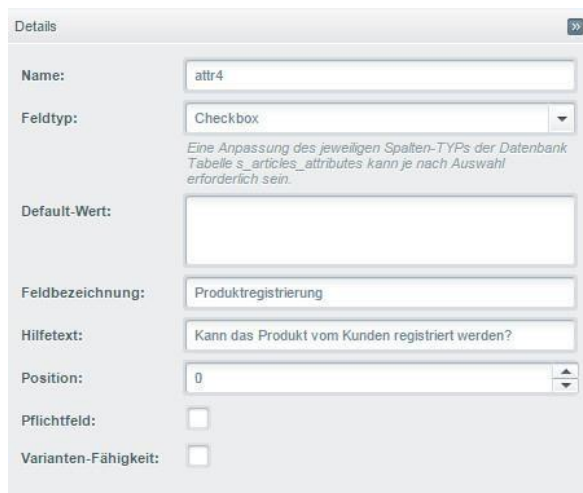 Details
Name: attr4
Feldtyp: Checkbox
Eine Anpassung des jeweiligen Spalten-TYPs der Datenbank
Tabelle s_articles_attributes kann je nach Auswahl
erforderlich sein.
Default-Wert:
Feldbezeichnung: Produktregistrierung
Hilfetext: Kann das Produkt vom Kunden registriert werden?
Position: 0
Pflichtfeld:
Varianten-Fähigkeit: